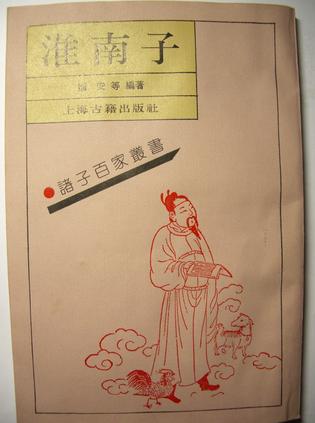 淮南子
劉安等編著
上海古籍出版社
諸子百家叢書